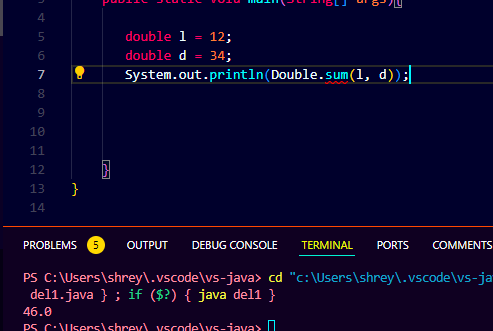 3 public static void main(String[] args){
4
5 double l = 12;
6 double d = 34;
7 System.out.println(Double.sum(l, d));
8
9
10
11
12 }
13 }
14
PROBLEMS 5 OUTPUT DEBUG CONSOLE TERMINAL PORTS COMMENTS
PS C:\Users\shrey\.vscode\vs-java> cd "c:\Users\shrey\.vscode\vs-ja
del1.java } ; if ($?) { java del1 }
46.0
PS C:\Users\shrey\.vscode\vs-java>